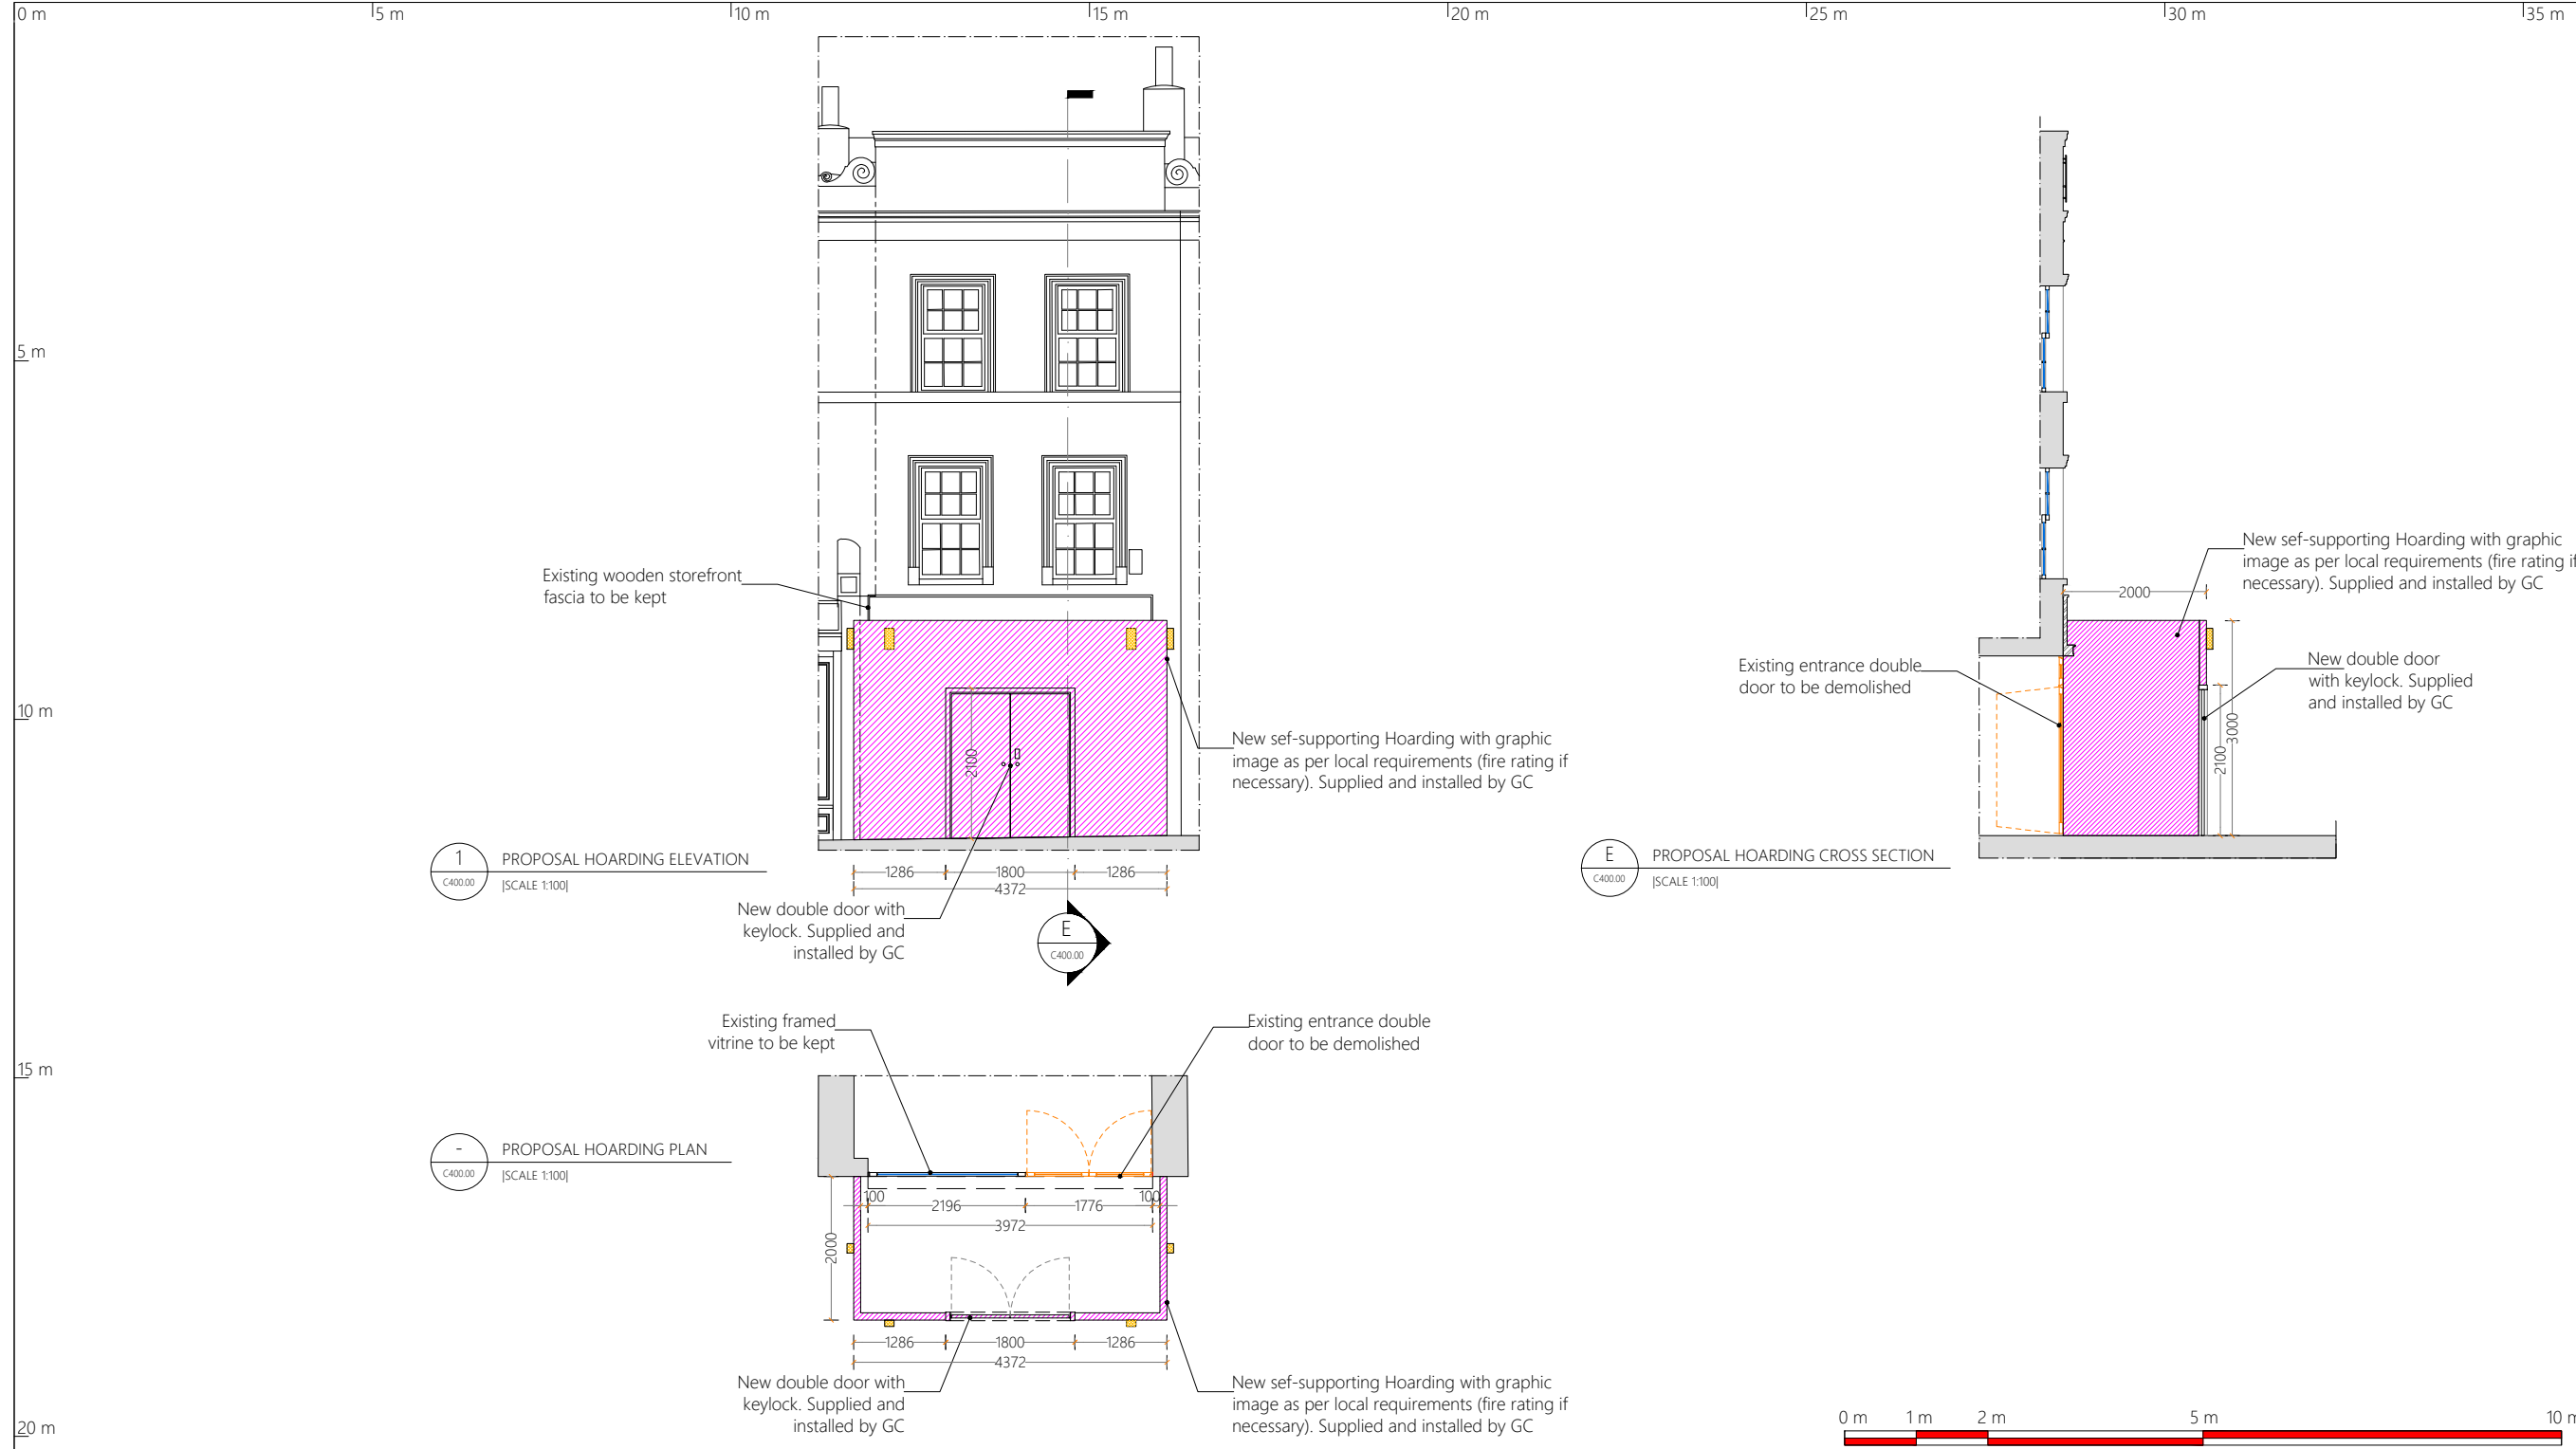 0 m
5 m
10 m
15 m
20 m
25 m
30 m
35 m
5 m
10 m
15 m
20 m
Existing wooden storefront
fascia to be kept
2100
New sef-supporting Hoarding with graphic
image as per local requirements (fire rating if
necessary). Supplied and installed by GC
1
C400.00
PROPOSAL HOARDING ELEVATION
|SCALE 1:100|
1286
1800
1286
4372
New double door with
keylock. Supplied and
installed by GC
E
C400.00
New sef-supporting Hoarding with graphic
image as per local requirements (fire rating if
necessary). Supplied and installed by GC
2000
Existing entrance double
door to be demolished
New double door
with keylock. Supplied
and installed by GC
2100
3000
E
C400.00
PROPOSAL HOARDING CROSS SECTION
|SCALE 1:100|
Existing framed
vitrine to be kept
Existing entrance double
door to be demolished
-
C400.00
PROPOSAL HOARDING PLAN
|SCALE 1:100|
100
2196
1776
100
3972
2000
1286
1800
1286
4372
New double door with
keylock. Supplied and
installed by GC
New sef-supporting Hoarding with graphic
image as per local requirements (fire rating if
necessary). Supplied and installed by GC
0 m
1 m
2 m
5 m
10 m